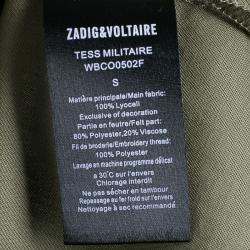 ZADIG&VOLTAIRE
TESS MILITAIRE
WBCO0502F
S
Matière principale/Main fabric:
100% Lyocell
Exclusive of decoration
Partie en feutre/Felt part:
80% Polyester,20% Viscose
Fil de broderie/Embroidery thread:
100% Polyester
Lavage en machine programme délicat
a 30°C sur l'envers
Chlorage interdit
Ne pas sécher en tambour
Repassage au fer froid sur l'envers
Nettoyage à sec recommandé